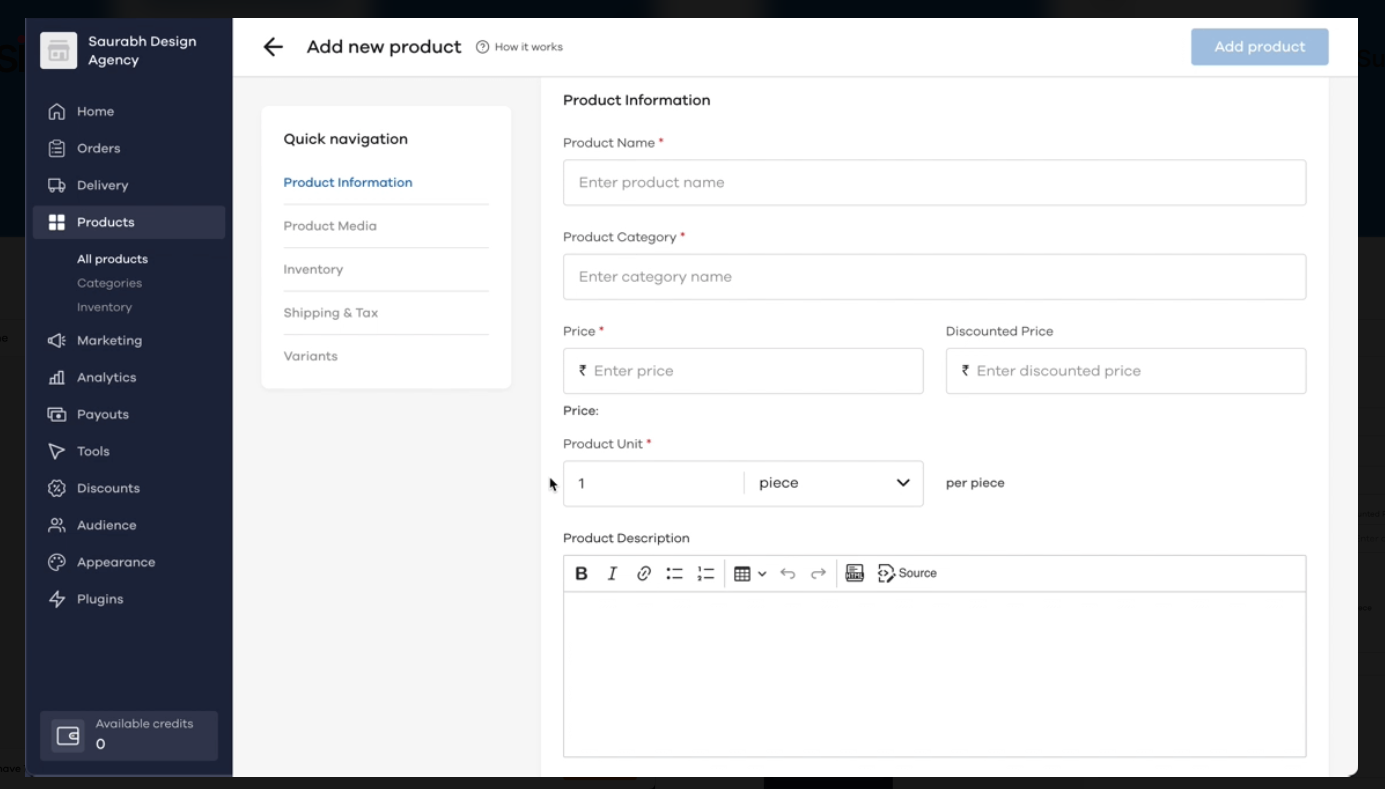 Saurabh Design
Agency
Home
Orders
Delivery
Products
All products
Categories
Inventory
Marketing
Analytics
Payouts
Tools
Discounts
Audience
Appearance
Plugins
Available credits
0
Add new product
How it works
Add product
Quick navigation
Product Information
Product Media
Inventory
Shipping & Tax
Variants
Product Information
Product Name *
Enter product name
Product Category *
Enter category name
Price * Discounted Price
₹ Enter price ₹ Enter discounted price
Price:
Product Unit *
1 piece per piece
Product Description
B I Source